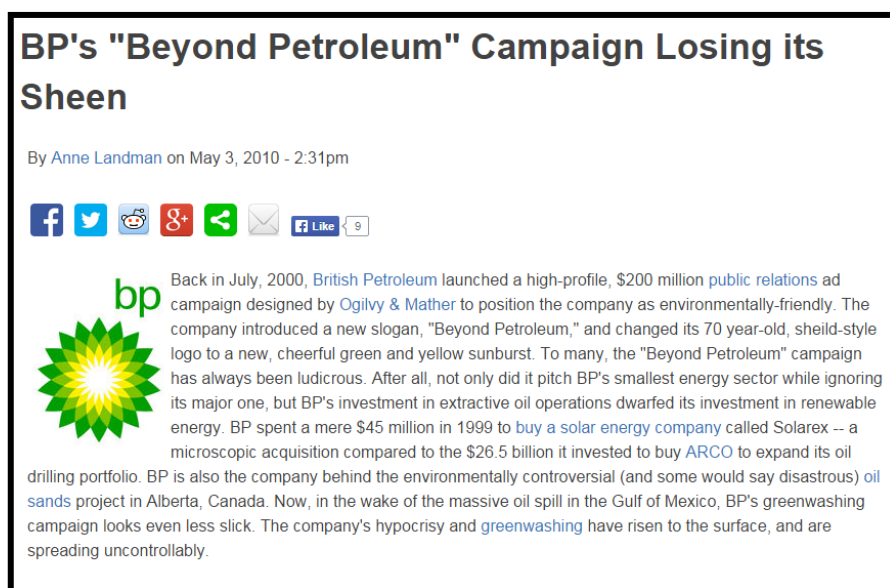 BP's "Beyond Petroleum" Campaign Losing its
Sheen
By Anne Landman on May 3, 2010 - 2:31pm
Like 9
bp
Back in July, 2000, British Petroleum launched a high-profile, $200 million public relations ad
campaign designed by Ogilvy & Mather to position the company as environmentally-friendly. The
company introduced a new slogan, "Beyond Petroleum," and changed its 70 year-old, sheild-style
logo to a new, cheerful green and yellow sunburst. To many, the "Beyond Petroleum" campaign
has always been ludicrous. After all, not only did it pitch BP's smallest energy sector while ignoring
its major one, but BP's investment in extractive oil operations dwarfed its investment in renewable
energy. BP spent a mere $45 million in 1999 to buy a solar energy company called Solarex -- a
microscopic acquisition compared to the $26.5 billion it invested to buy ARCO to expand its oil
drilling portfolio. BP is also the company behind the environmentally controversial (and some would say disastrous) oil
sands project in Alberta, Canada. Now, in the wake of the massive oil spill in the Gulf of Mexico, BP's greenwashing
campaign looks even less slick. The company's hypocrisy and greenwashing have risen to the surface, and are
spreading uncontrollably.